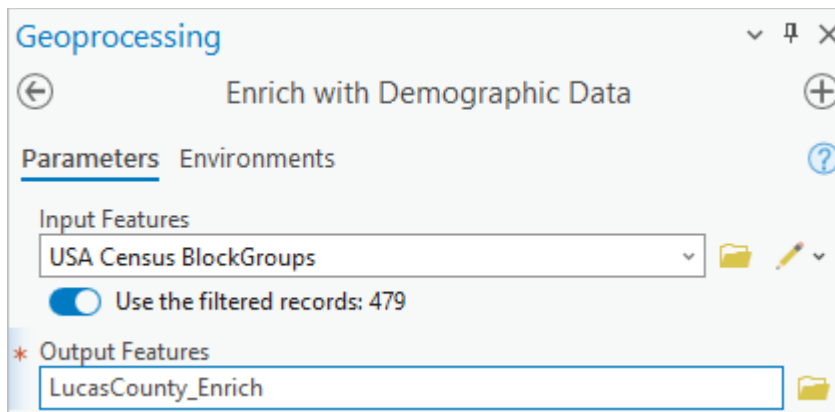 Geoprocessing
Enrich with Demographic Data
Parameters Environments
Input Features
USA Census BlockGroups
Use the filtered records: 479
* Output Features
LucasCounty_Enrich